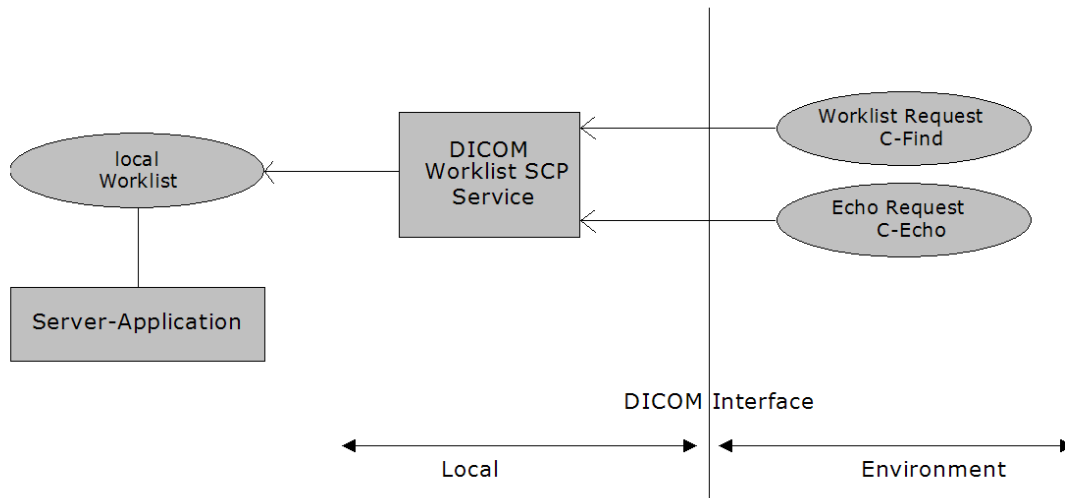 local
Worklist
Server-Application
DICOM
Worklist SCP
Service
Worklist Request
C-Find
Echo Request
C-Echo
DICOM Interface
Local
Environment